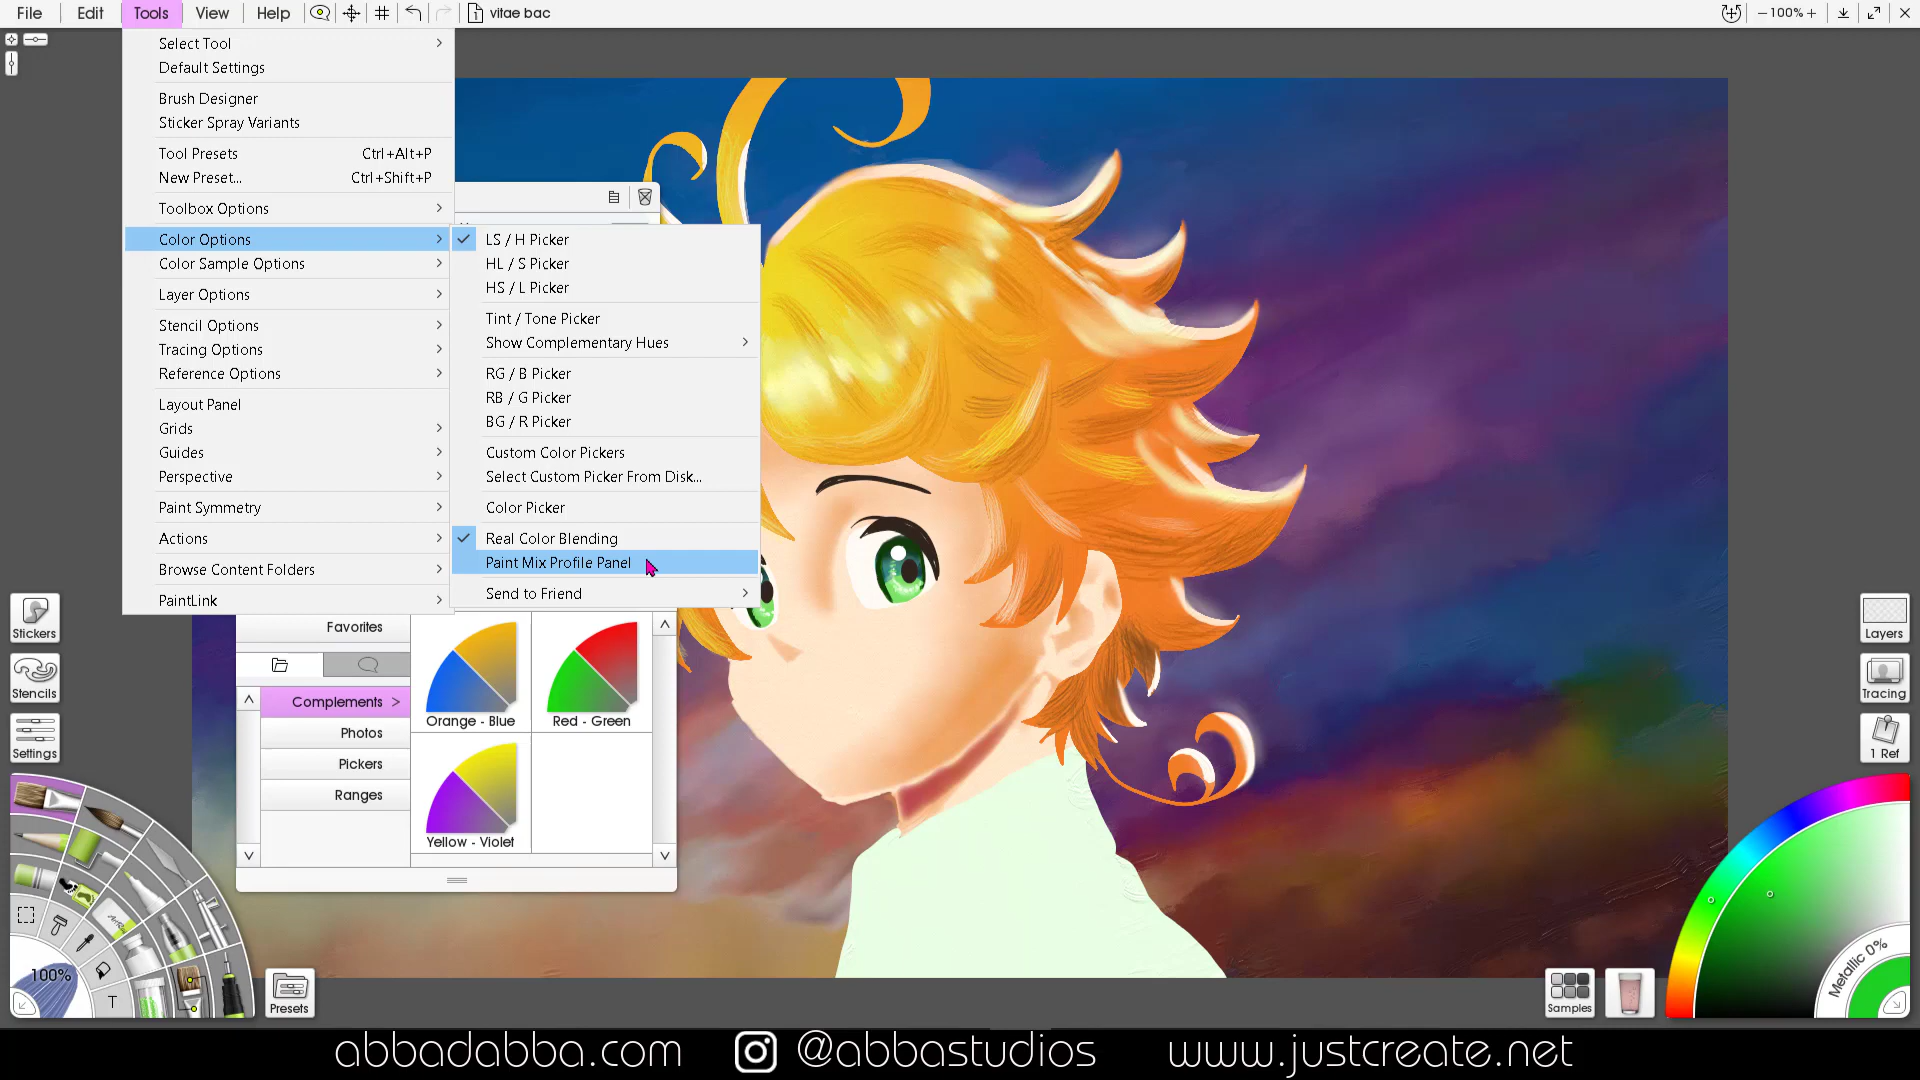 File Edit Tools View Help vitae bac −100%+
Select Tool
Default Settings
Brush Designer
Sticker Spray Variants
Tool Presets Ctrl+Alt+P
New Preset... Ctrl+Shift+P
Toolbox Options
Color Options
Color Sample Options
Layer Options
Stencil Options
Tracing Options
Reference Options
Layout Panel
Grids
Guides
Perspective
Paint Symmetry
Actions
Browse Content Folders
PaintLink
LS / H Picker
HL / S Picker
HS / L Picker
Tint / Tone Picker
Show Complementary Hues
RG / B Picker
RB / G Picker
BG / R Picker
Custom Color Pickers
Select Custom Picker From Disk...
Color Picker
Real Color Blending
Paint Mix Profile Panel
Send to Friend
Favorites
Complements >
Photos
Pickers
Ranges
Orange - Blue
Red - Green
Yellow - Violet
Stickers
Stencils
Settings
100%
T
Presets
Layers
Tracing
1 Ref
Samples
Metallic 0%
abbadabba.com @abbastudios www.justcreate.net